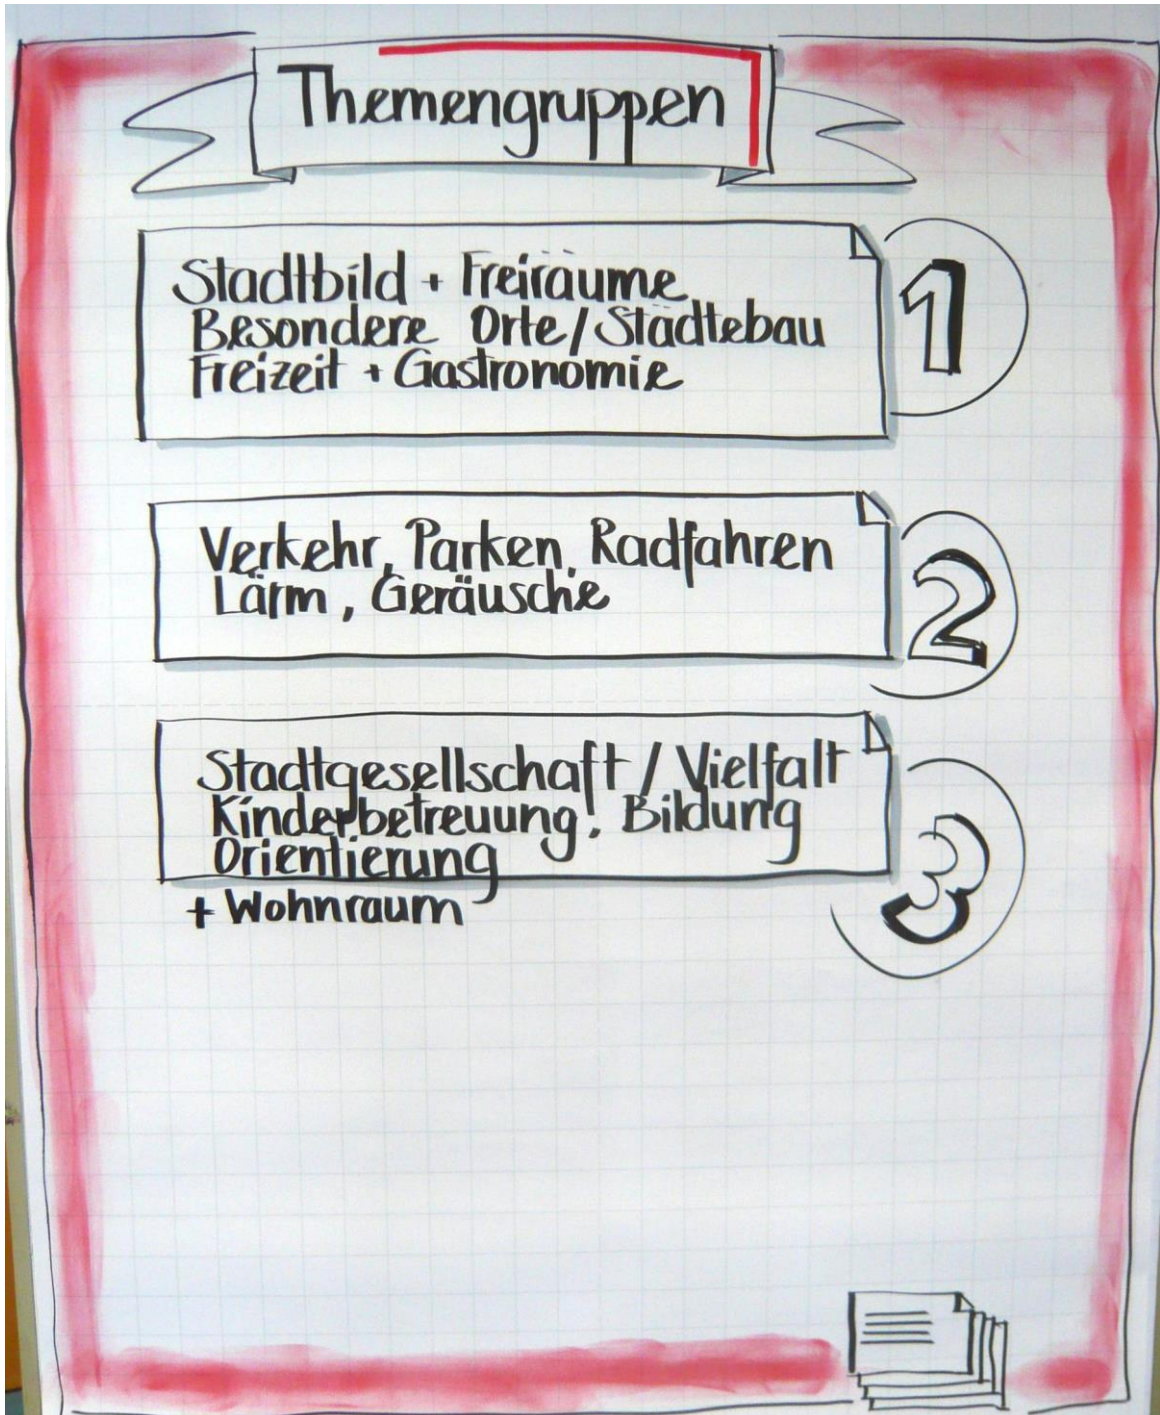 Themengruppen
Stadtbild + Freiräume
Besondere Orte/Städtebau
Freizeit + Gastronomie
1
Verkehr, Parken, Radfahren
Lärm, Geräusche
2
Stadtgesellschaft / Vielfalt
Kinderbetreuung, Bildung
Orientierung
+ Wohnraum
3